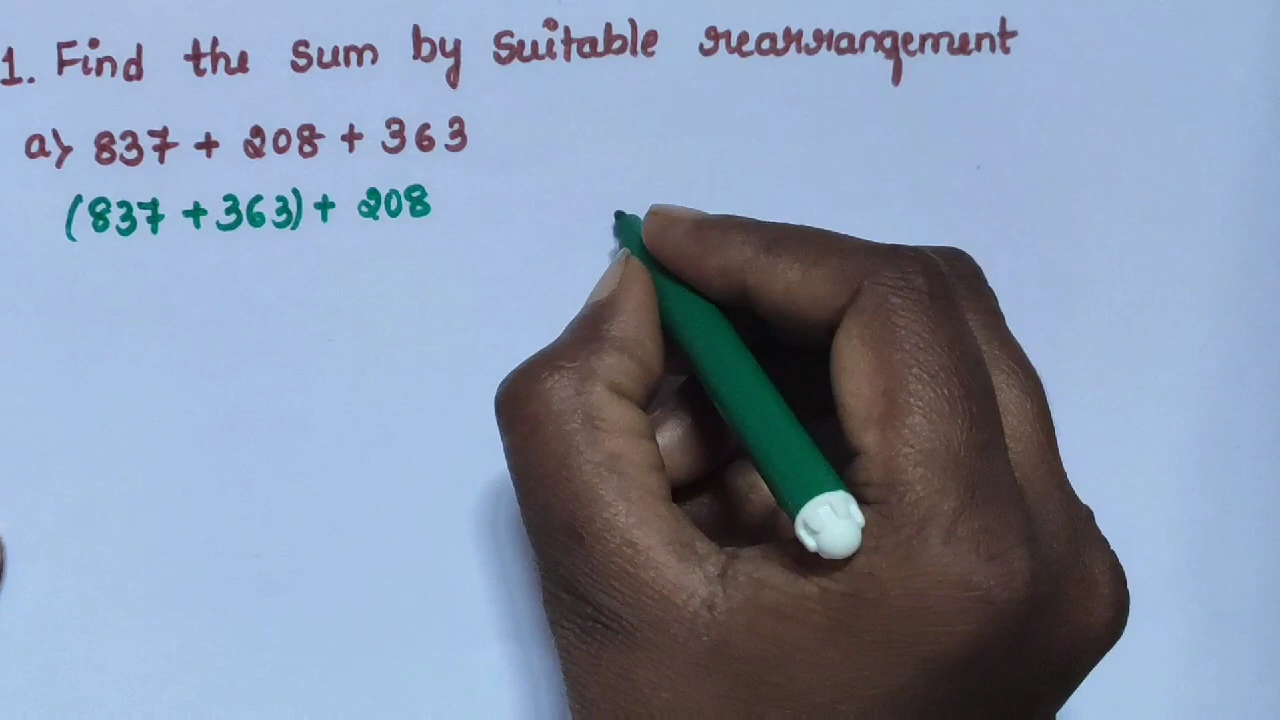 1. Find the sum by suitable rearrangement
a) 837 + 208 + 363
(837 + 363) + 208